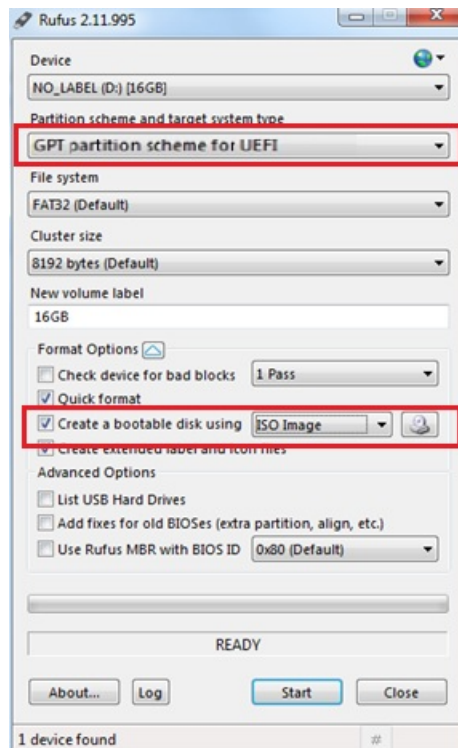 Rufus 2.11.995
Device
NO_LABEL (D:) [16GB]
Partition scheme and target system type
GPT partition scheme for UEFI
File system
FAT32 (Default)
Cluster size
8192 bytes (Default)
New volume label
16GB
Format Options
Check device for bad blocks 1 Pass
Quick format
Create a bootable disk using ISO Image
Create extended label and icon files
Advanced Options
List USB Hard Drives
Add fixes for old BIOSes (extra partition, align, etc.)
Use Rufus MBR with BIOS ID 0x80 (Default)
READY
About... Log Start Close
1 device found #